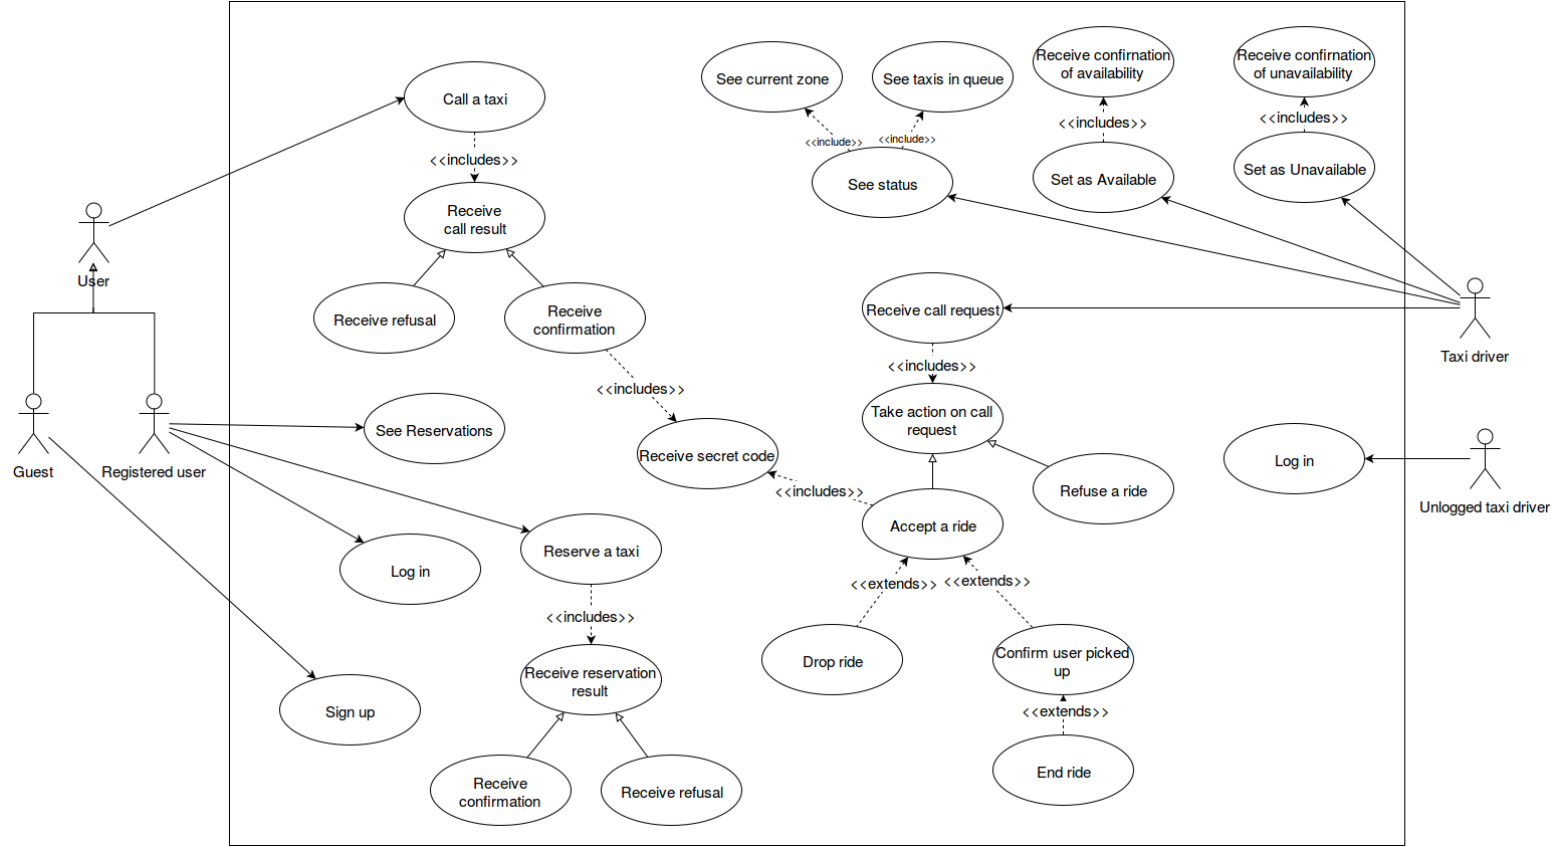 Receive confirnation
of availability
Receive confirnation
of unavailability
See current zone
See taxis in queue
Call a taxi
<<includes>>
<<includes>>
<<include>>
<<include>>
<<includes>>
Set as Available
Set as Unavailable
See status
Receive
call result
User
Receive call request
Receive refusal
Receive
confirmation
Taxi driver
<<includes>>
<<includes>>
Take action on call
request
See Reservations
Receive secret code
Log in
Guest
Registered user
<<includes>>
Refuse a ride
Unlogged taxi driver
Accept a ride
Reserve a taxi
Log in
<<extends>>
<<extends>>
<<includes>>
Drop ride
Confirm user picked
up
Receive reservation
result
Sign up
<<extends>>
End ride
Receive
confirmation
Receive refusal